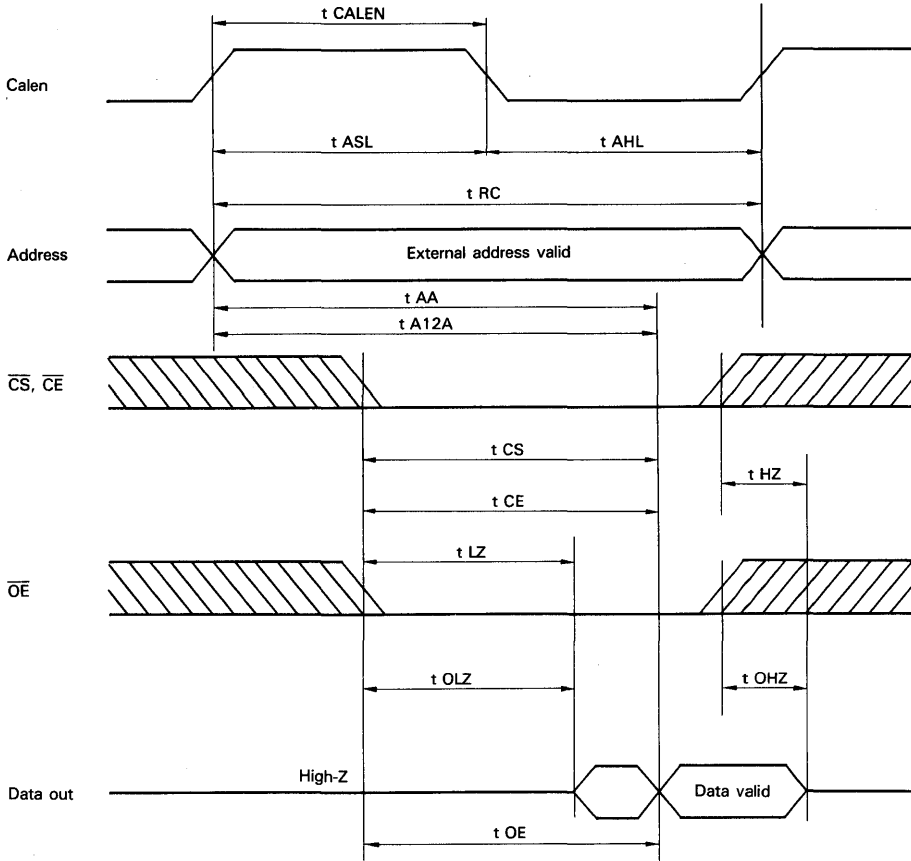 t CALEN
Calen
t ASL
t AHL
t RC
Address
External address valid
t AA
t A12A
CS, CE
t CS
t HZ
t CE
t LZ
OE
t OLZ
t OHZ
High-Z
Data out
Data valid
t OE